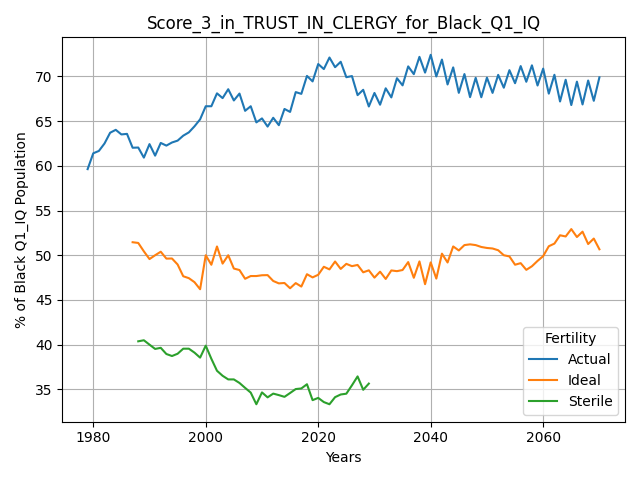 Score_3_in_TRUST_IN_CLERGY_for_Black_Q1_IQ
% of Black Q1_IQ Population
70
65
60
55
50
45
40
35
Fertility
Actual
Ideal
Sterile
1980 2000 2020 2040 2060
Years